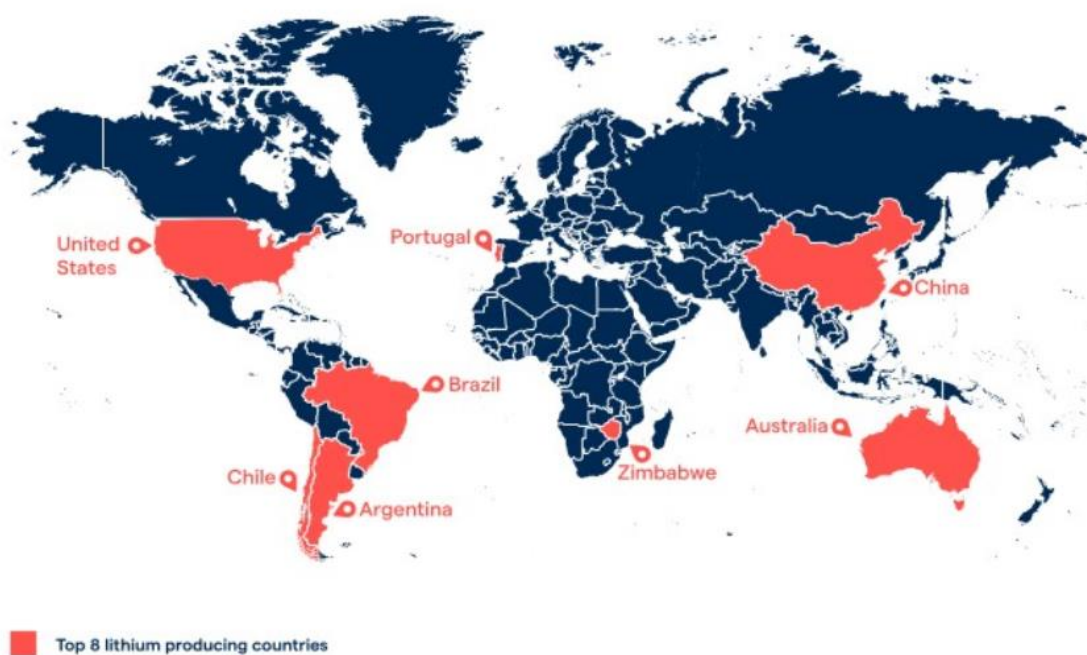 United
States
Portugal
China
Brazil
Australia
Chile
Zimbabwe
Argentina
Top 8 lithium producing countries